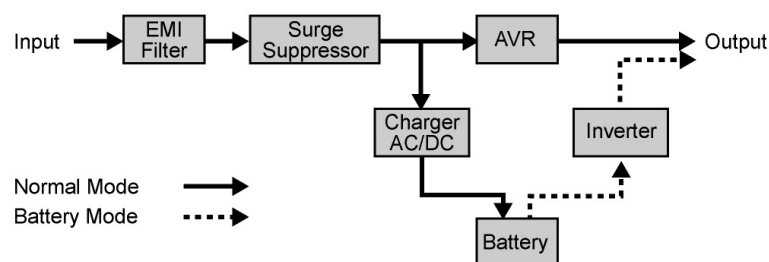 Input
EMI
Filter
Surge
Suppressor
AVR
Output
Charger
AC/DC
Inverter
Normal Mode
Battery Mode
Battery